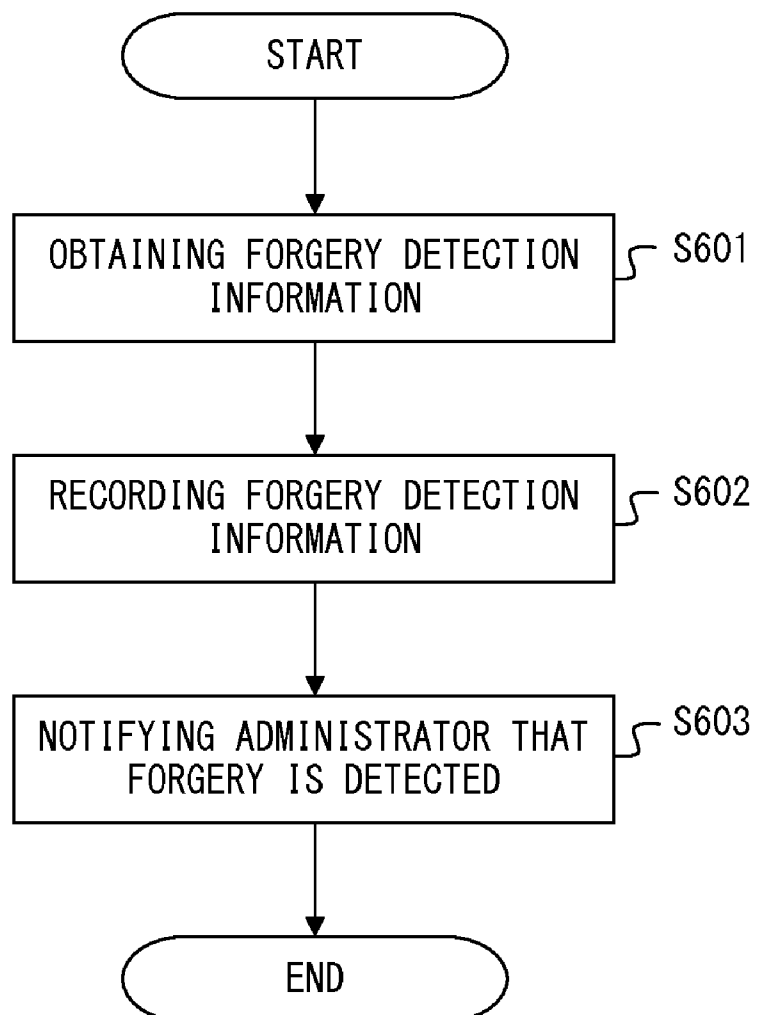 START
OBTAINING FORGERY DETECTION
INFORMATION
S601
RECORDING FORGERY DETECTION
INFORMATION
S602
NOTIFYING ADMINISTRATOR THAT
FORGERY IS DETECTED
S603
END